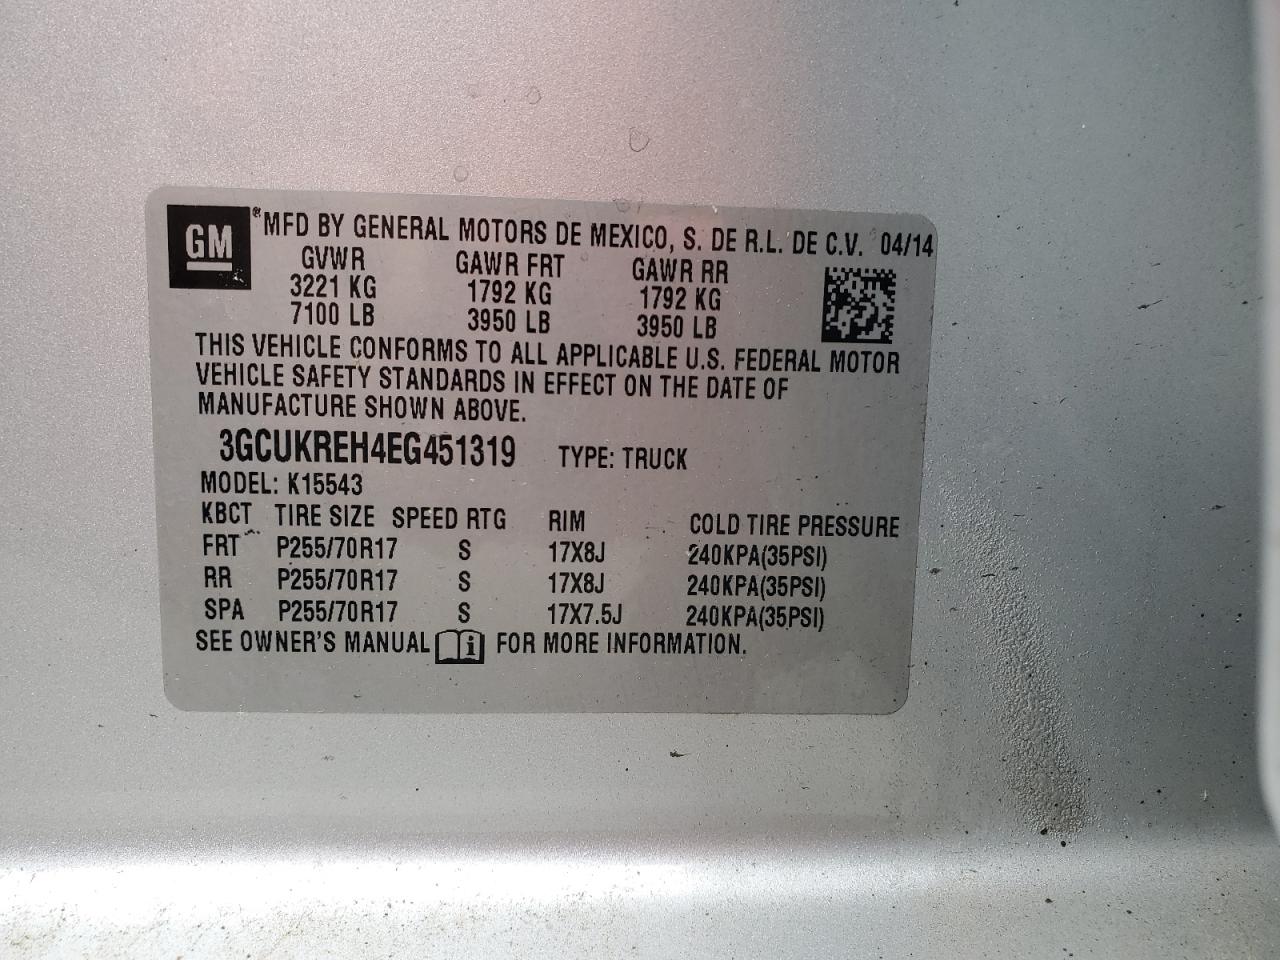 GM ® MFD BY GENERAL MOTORS DE MEXICO, S. DE R.L. DE C.V. 04/14
GVWR GAWR FRT GAWR RR
3221 KG 1792 KG 1792 KG
7100 LB 3950 LB 3950 LB
THIS VEHICLE CONFORMS TO ALL APPLICABLE U.S. FEDERAL MOTOR
VEHICLE SAFETY STANDARDS IN EFFECT ON THE DATE OF
MANUFACTURE SHOWN ABOVE.
3GCUKREH4EG451319 TYPE: TRUCK
MODEL: K15543
KBCT TIRE SIZE SPEED RTG RIM COLD TIRE PRESSURE
FRT P255/70R17 S 17X8J 240KPA(35PSI)
RR P255/70R17 S 17X8J 240KPA(35PSI)
SPA P255/70R17 S 17X7.5J 240KPA(35PSI)
SEE OWNER'S MANUAL i FOR MORE INFORMATION.